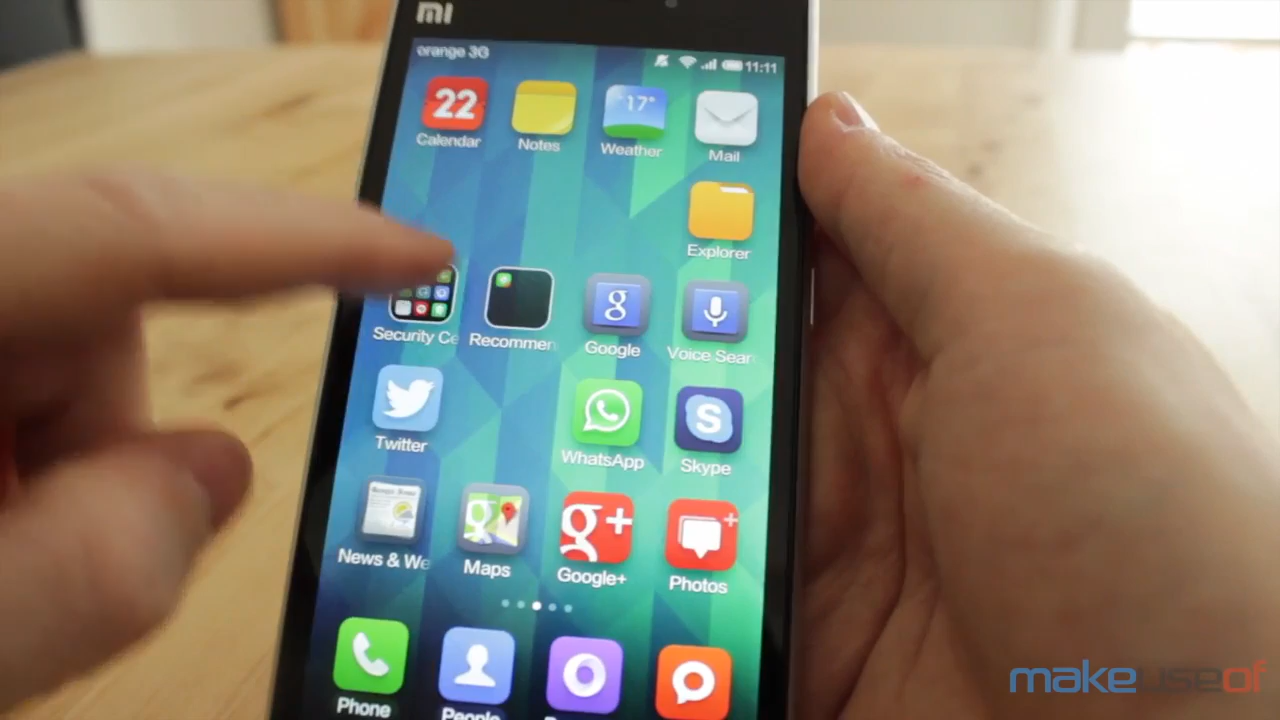 mi
orange 3G 11:11
22 17°
Calendar Notes Weather Mail
Explorer
g
Security Ce Recommen Google Voice Sear
S
Twitter WhatsApp Skype
g g+
News & We Maps Google+ Photos
Phone People
makeuseof